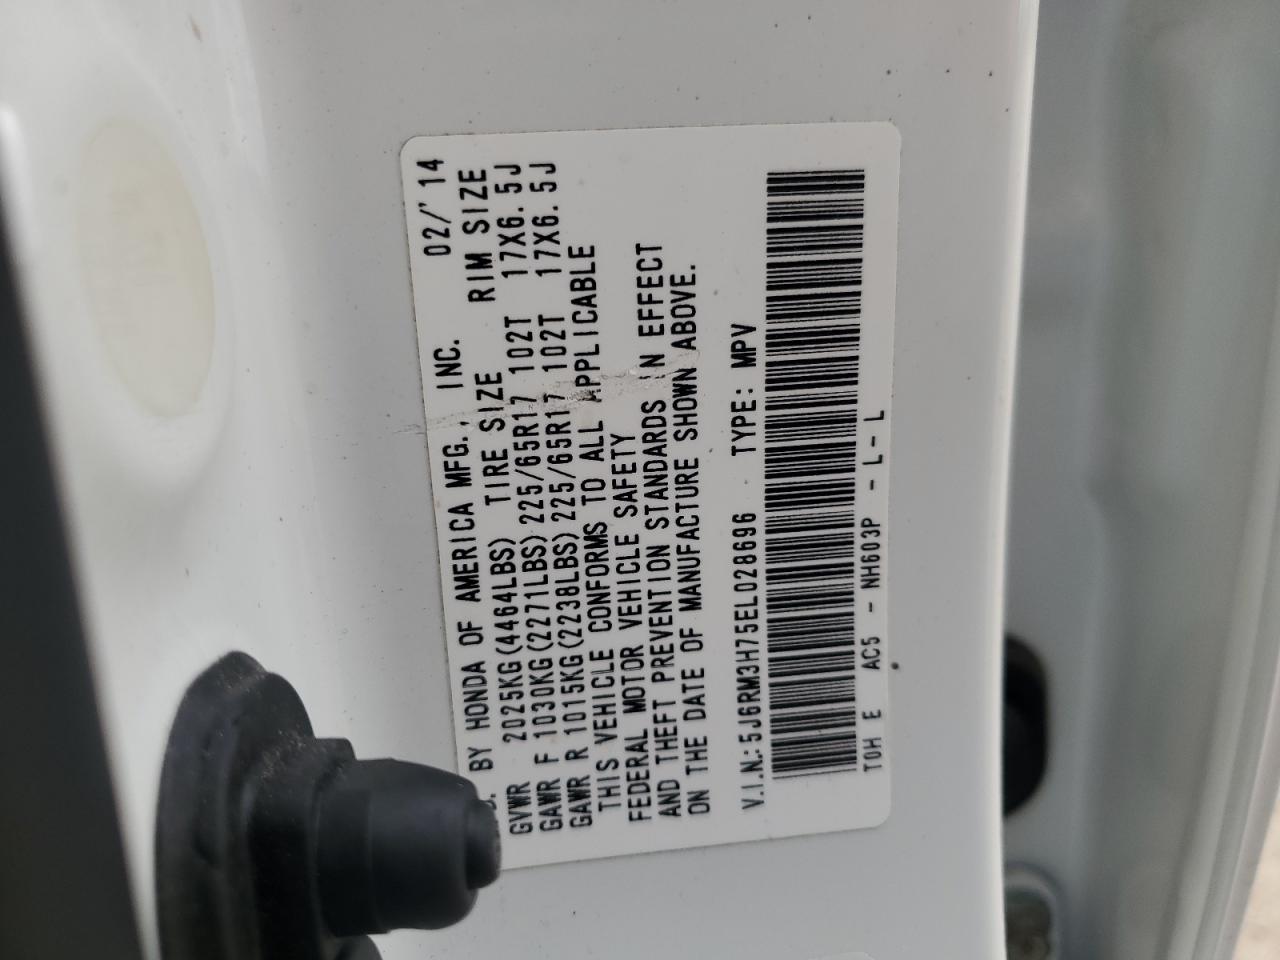 BY HONDA OF AMERICA MFG., INC. 02/'14
TIRE SIZE RIM SIZE
GVWR 2025KG(4464LBS)
GAWR F 1030KG(2271LBS) 225/65R17 102T 17X6.5J
GAWR R 1015KG(2238LBS) 225/65R17 102T 17X6.5J
THIS VEHICLE CONFORMS TO ALL APPLICABLE
FEDERAL MOTOR VEHICLE SAFETY
AND THEFT PREVENTION STANDARDS IN EFFECT
ON THE DATE OF MANUFACTURE SHOWN ABOVE.
V.I.N.: 5J6RM3H75EL028696 TYPE: MPV
TOH E AC5 - NH603P - L - L